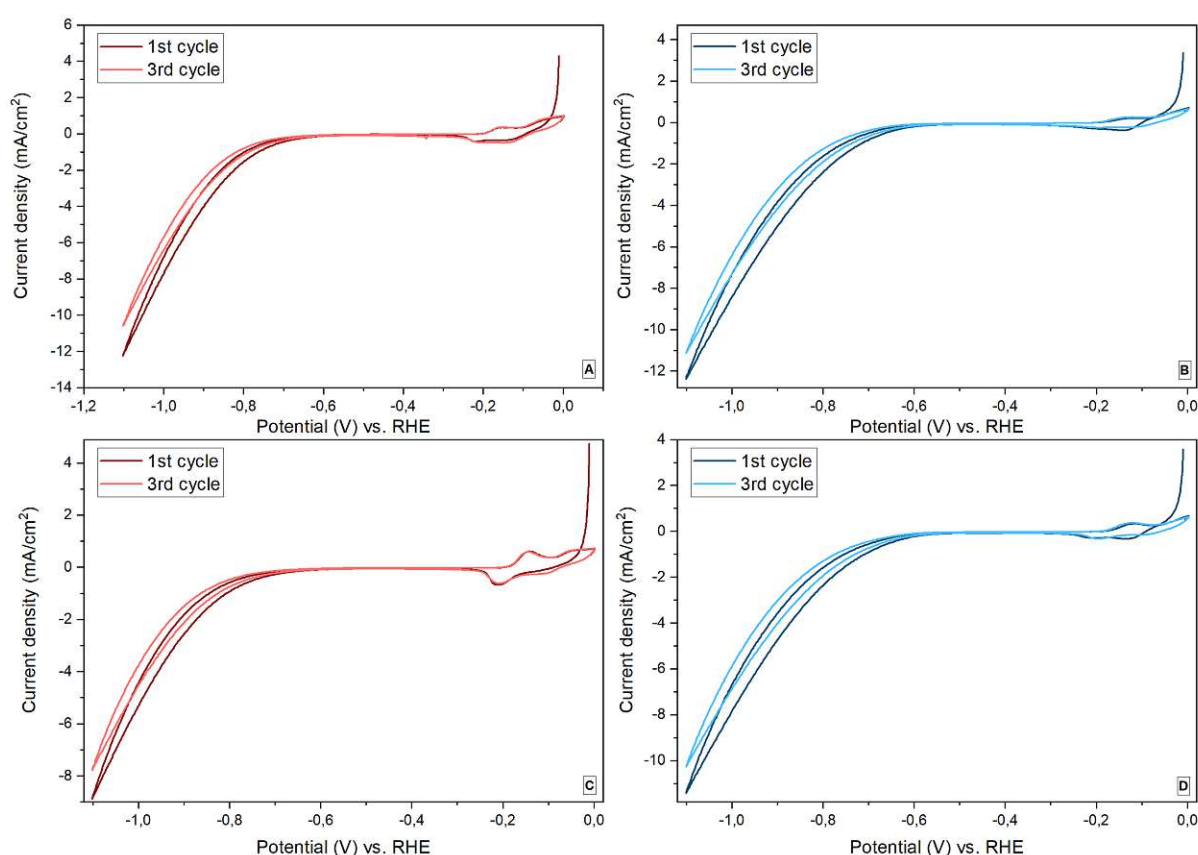 6
4
2
0
-2
-4
-6
-8
-10
-12
-14
Current density (mA/cm²)
1st cycle
3rd cycle
A
-1,2 -1,0 -0,8 -0,6 -0,4 -0,2 0,0
Potential (V) vs. RHE
4
2
0
-2
-4
-6
-8
-10
-12
Current density (mA/cm²)
1st cycle
3rd cycle
B
-1,0 -0,8 -0,6 -0,4 -0,2 0,0
Potential (V) vs. RHE
4
2
0
-2
-4
-6
-8
Current density (mA/cm²)
1st cycle
3rd cycle
C
-1,0 -0,8 -0,6 -0,4 -0,2 0,0
Potential (V) vs. RHE
4
2
0
-2
-4
-6
-8
-10
Current density (mA/cm²)
1st cycle
3rd cycle
D
-1,0 -0,8 -0,6 -0,4 -0,2 0,0
Potential (V) vs. RHE